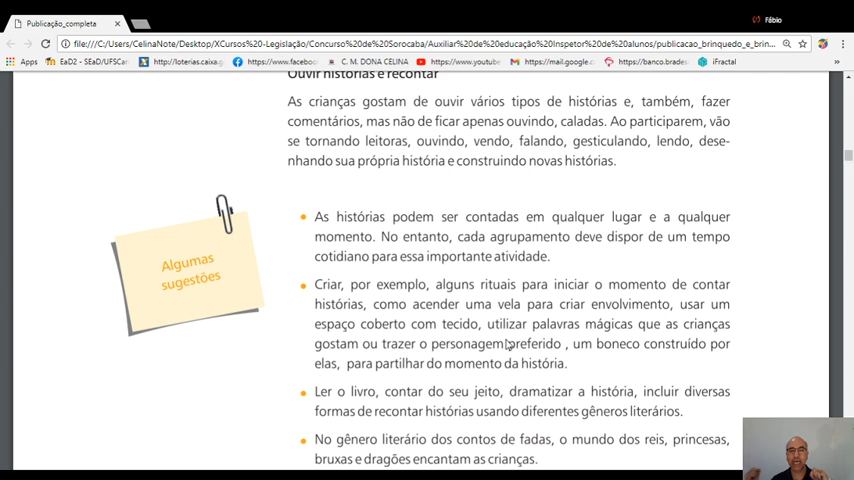 Publicação_completa
Fábio
file:///C:/Users/CelinaNote/Desktop/XCursos%20-Legislação/Concurso%20de%20Sorocaba/Auxiliar%20de%20educação%20Inspetor%20de%20alunos/publicacao_brinquedo_e_brin...
Apps
EaD2 - SEaD/UFSCar
http://loterias.caixa.g
https://www.facebook
C. M. DONA CELINA
https://www.youtube
https://mail.google.c
https://banco.brades
iFractal
»
Ouvir histórias e recontar
As crianças gostam de ouvir vários tipos de histórias e, também, fazer
comentários, mas não de ficar apenas ouvindo, caladas. Ao participarem, vão
se tornando leitoras, ouvindo, vendo, falando, gesticulando, lendo, dese-
nhando sua própria história e construindo novas histórias.
Algumas
sugestões
• As histórias podem ser contadas em qualquer lugar e a qualquer
momento. No entanto, cada agrupamento deve dispor de um tempo
cotidiano para essa importante atividade.
• Criar, por exemplo, alguns rituais para iniciar o momento de contar
histórias, como acender uma vela para criar envolvimento, usar um
espaço coberto com tecido, utilizar palavras mágicas que as crianças
gostam ou trazer o personagem preferido , um boneco construído por
elas, para partilhar do momento da história.
• Ler o livro, contar do seu jeito, dramatizar a história, incluir diversas
formas de recontar histórias usando diferentes gêneros literários.
• No gênero literário dos contos de fadas, o mundo dos reis, princesas,
bruxas e dragões encantam as crianças.